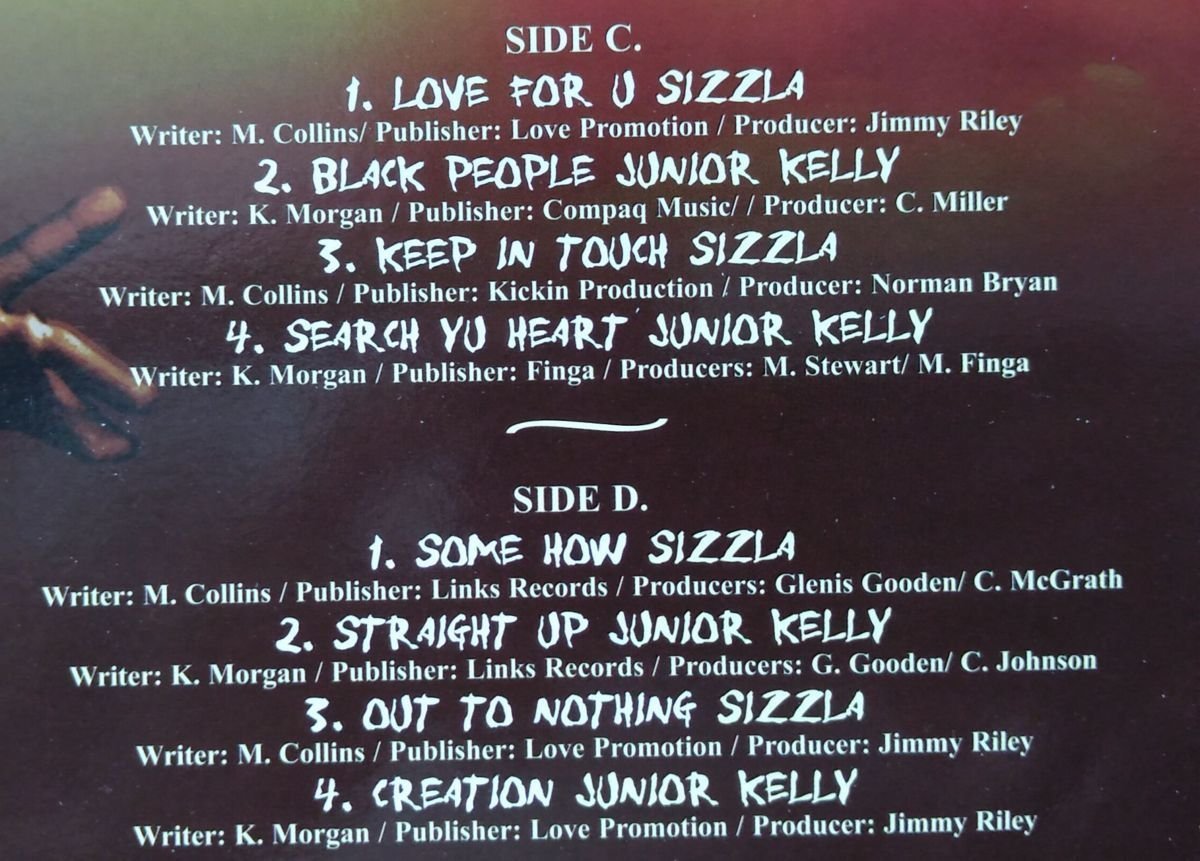 SIDE C.
1. LOVE FOR U SIZZLA
Writer: M. Collins/ Publisher: Love Promotion / Producer: Jimmy Riley
2. BLACK PEOPLE JUNIOR KELLY
Writer: K. Morgan / Publisher: Compaq Music/ / Producer: C. Miller
3. KEEP IN TOUCH SIZZLA
Writer: M. Collins / Publisher: Kickin Production / Producer: Norman Bryan
4. SEARCH YU HEART JUNIOR KELLY
Writer: K. Morgan / Publisher: Finga / Producers: M. Stewart/ M. Finga
SIDE D.
1. SOME HOW SIZZLA
Writer: M. Collins / Publisher: Links Records / Producers: Glenis Gooden/ C. McGrath
2. STRAIGHT UP JUNIOR KELLY
Writer: K. Morgan / Publisher: Links Records / Producers: G. Gooden/ C. Johnson
3. OUT TO NOTHING SIZZLA
Writer: M. Collins / Publisher: Love Promotion / Producer: Jimmy Riley
4. CREATION JUNIOR KELLY
Writer: K. Morgan / Publisher: Love Promotion / Producer: Jimmy Riley